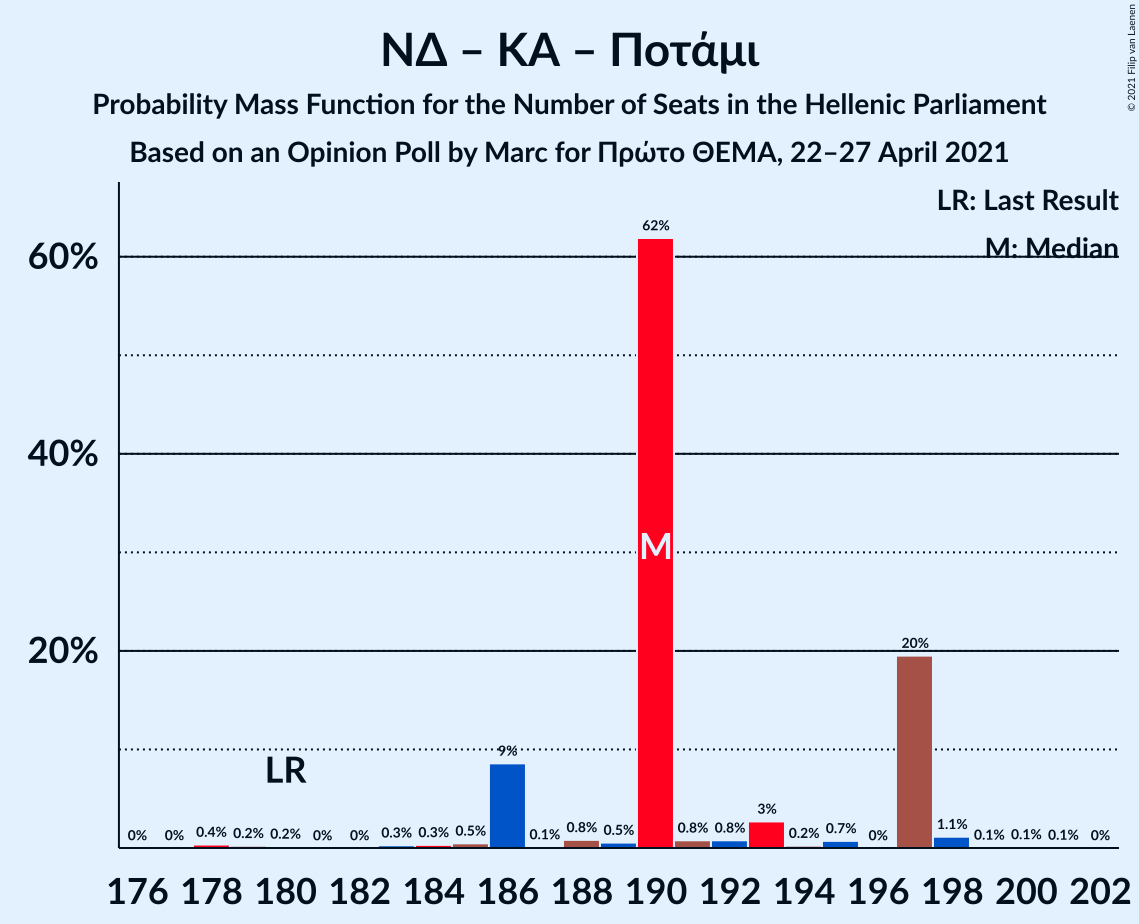 ΝΔ – ΚΑ – Ποτάμι
Probability Mass Function for the Number of Seats in the Hellenic Parliament
Based on an Opinion Poll by Marc for Πρώτο ΘΕΜΑ, 22–27 April 2021
© 2021 Filip van Laenen
LR: Last Result
M: Median
60%
40%
20%
62%
M
20%
9%
LR
0% 0% 0.4% 0.2% 0.2% 0% 0% 0.3% 0.3% 0.5% 0.1% 0.8% 0.5% 0.8% 0.8% 3% 0.2% 0.7% 0% 1.1% 0.1% 0.1% 0.1% 0%
176 178 180 182 184 186 188 190 192 194 196 198 200 202